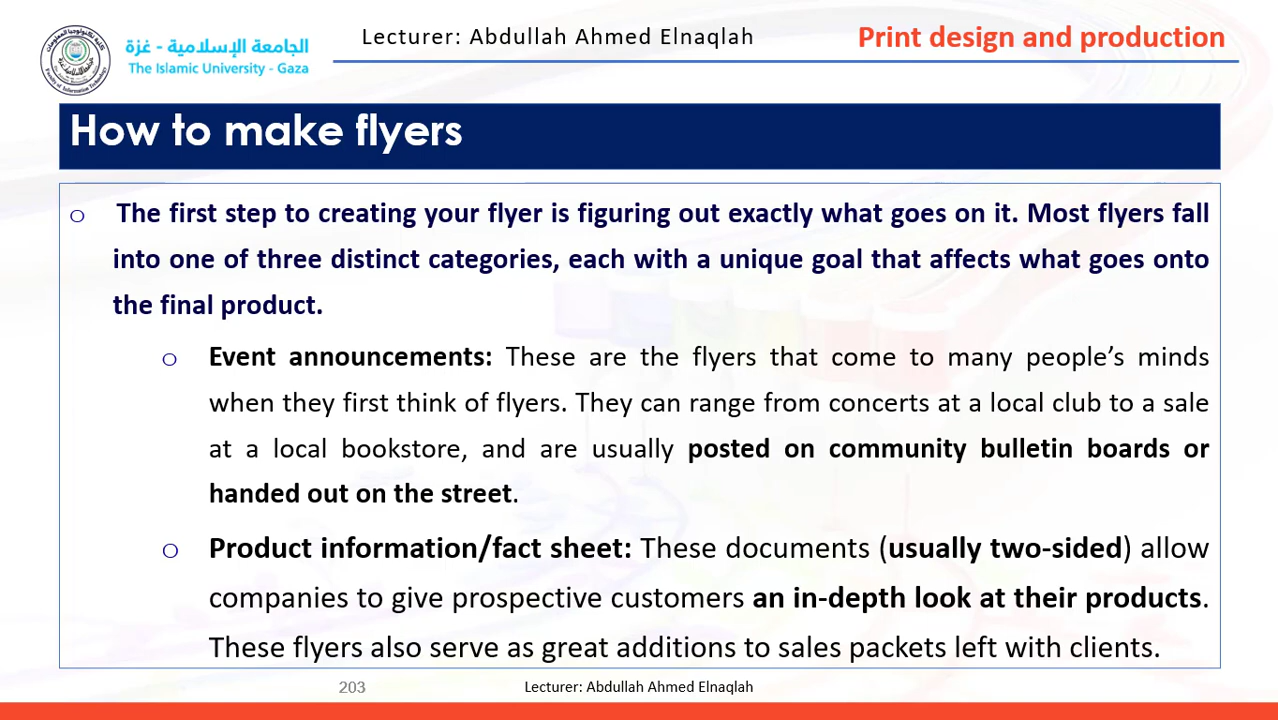 الجامعة الإسلامية - غزة
The Islamic University - Gaza
Lecturer: Abdullah Ahmed Elnaqlah
Print design and production
How to make flyers
o The first step to creating your flyer is figuring out exactly what goes on it. Most flyers fall
into one of three distinct categories, each with a unique goal that affects what goes onto
the final product.
o Event announcements: These are the flyers that come to many people’s minds
when they first think of flyers. They can range from concerts at a local club to a sale
at a local bookstore, and are usually posted on community bulletin boards or
handed out on the street.
o Product information/fact sheet: These documents (usually two-sided) allow
companies to give prospective customers an in-depth look at their products.
These flyers also serve as great additions to sales packets left with clients.
203
Lecturer: Abdullah Ahmed Elnaqlah